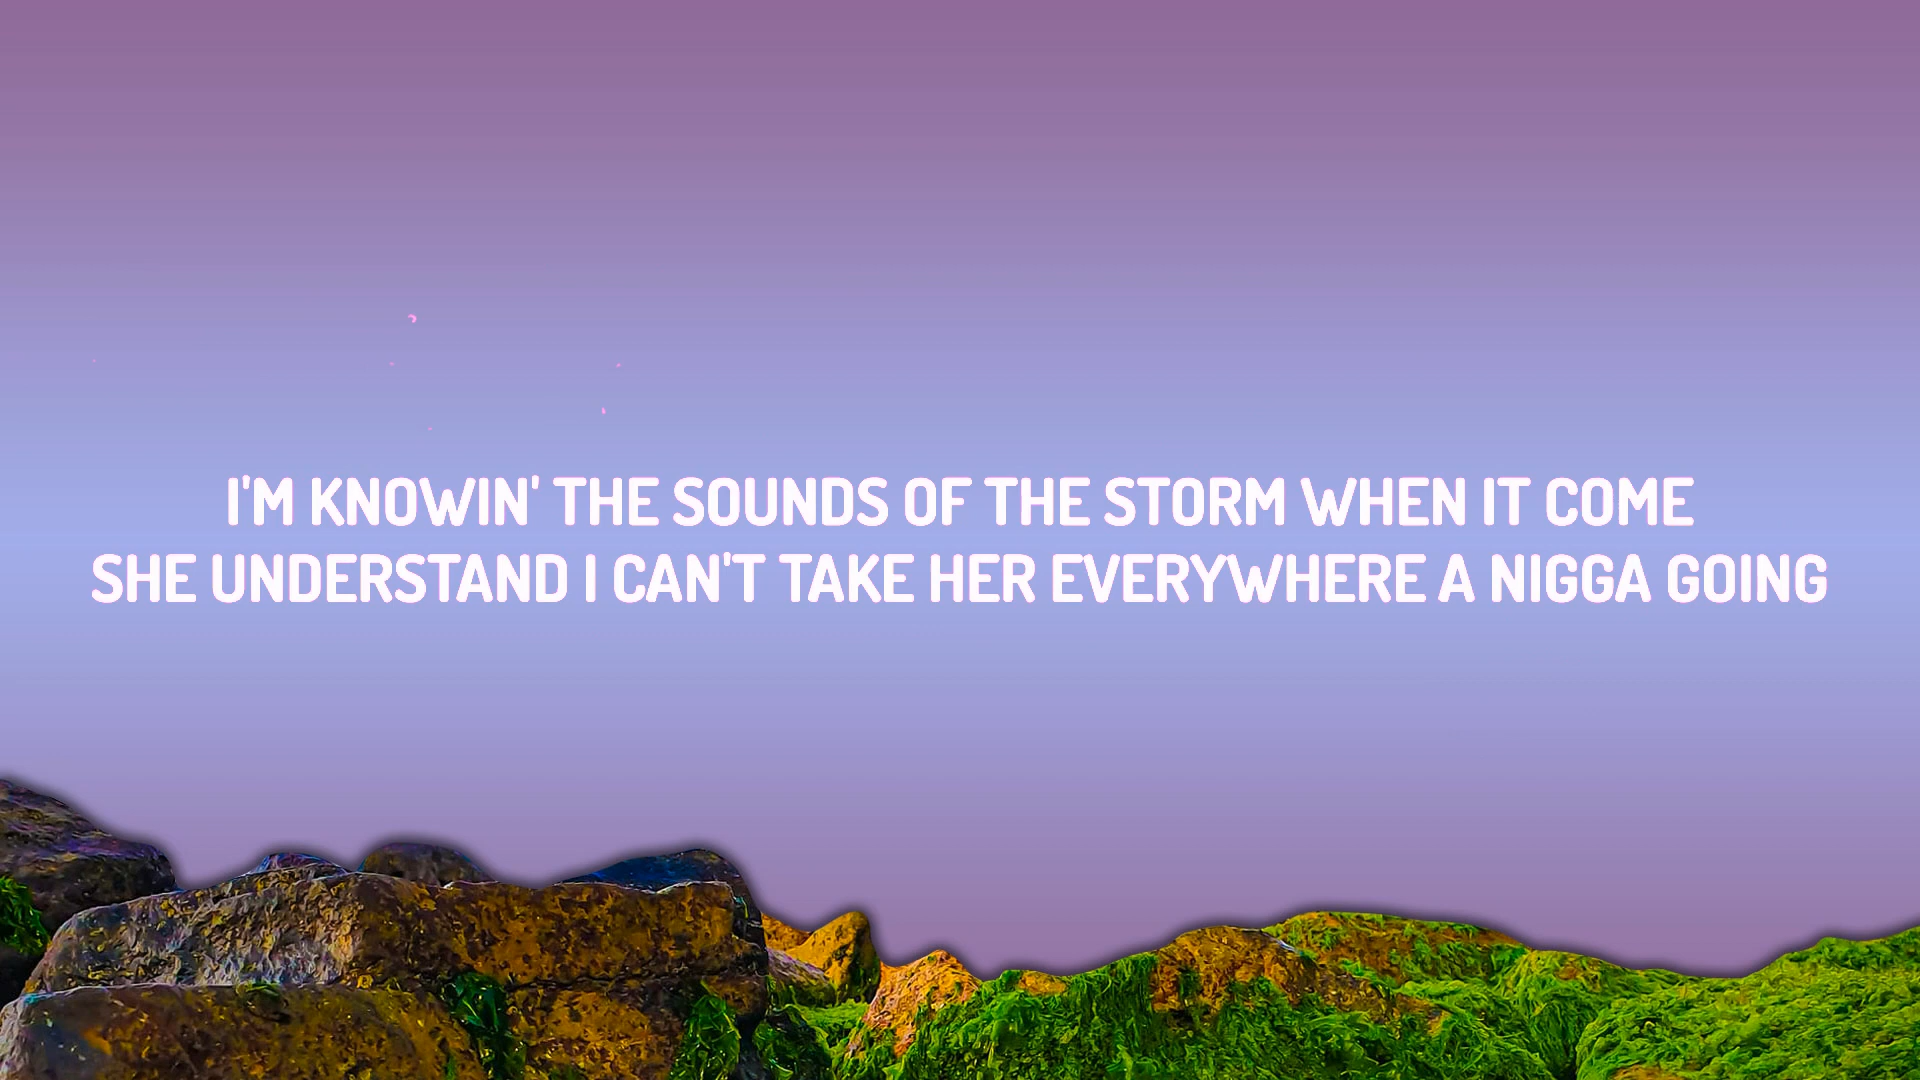 I'M KNOWIN' THE SOUNDS OF THE STORM WHEN IT COME
SHE UNDERSTAND I CAN'T TAKE HER EVERYWHERE A NIGGA GOING